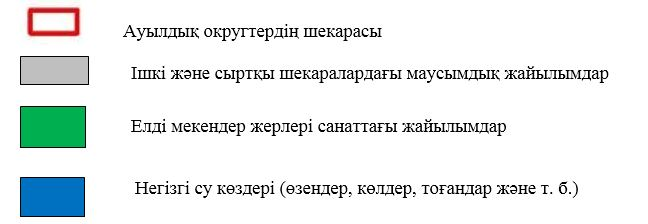 Ауылдық округтердің шекарасы
Ішкі және сыртқы шекаралардағы маусымдық жайылымдар
Елді мекендер жерлері санаттағы жайылымдар
Негізгі су көздері (өзендер, көлдер, тоғандар және т. б.)